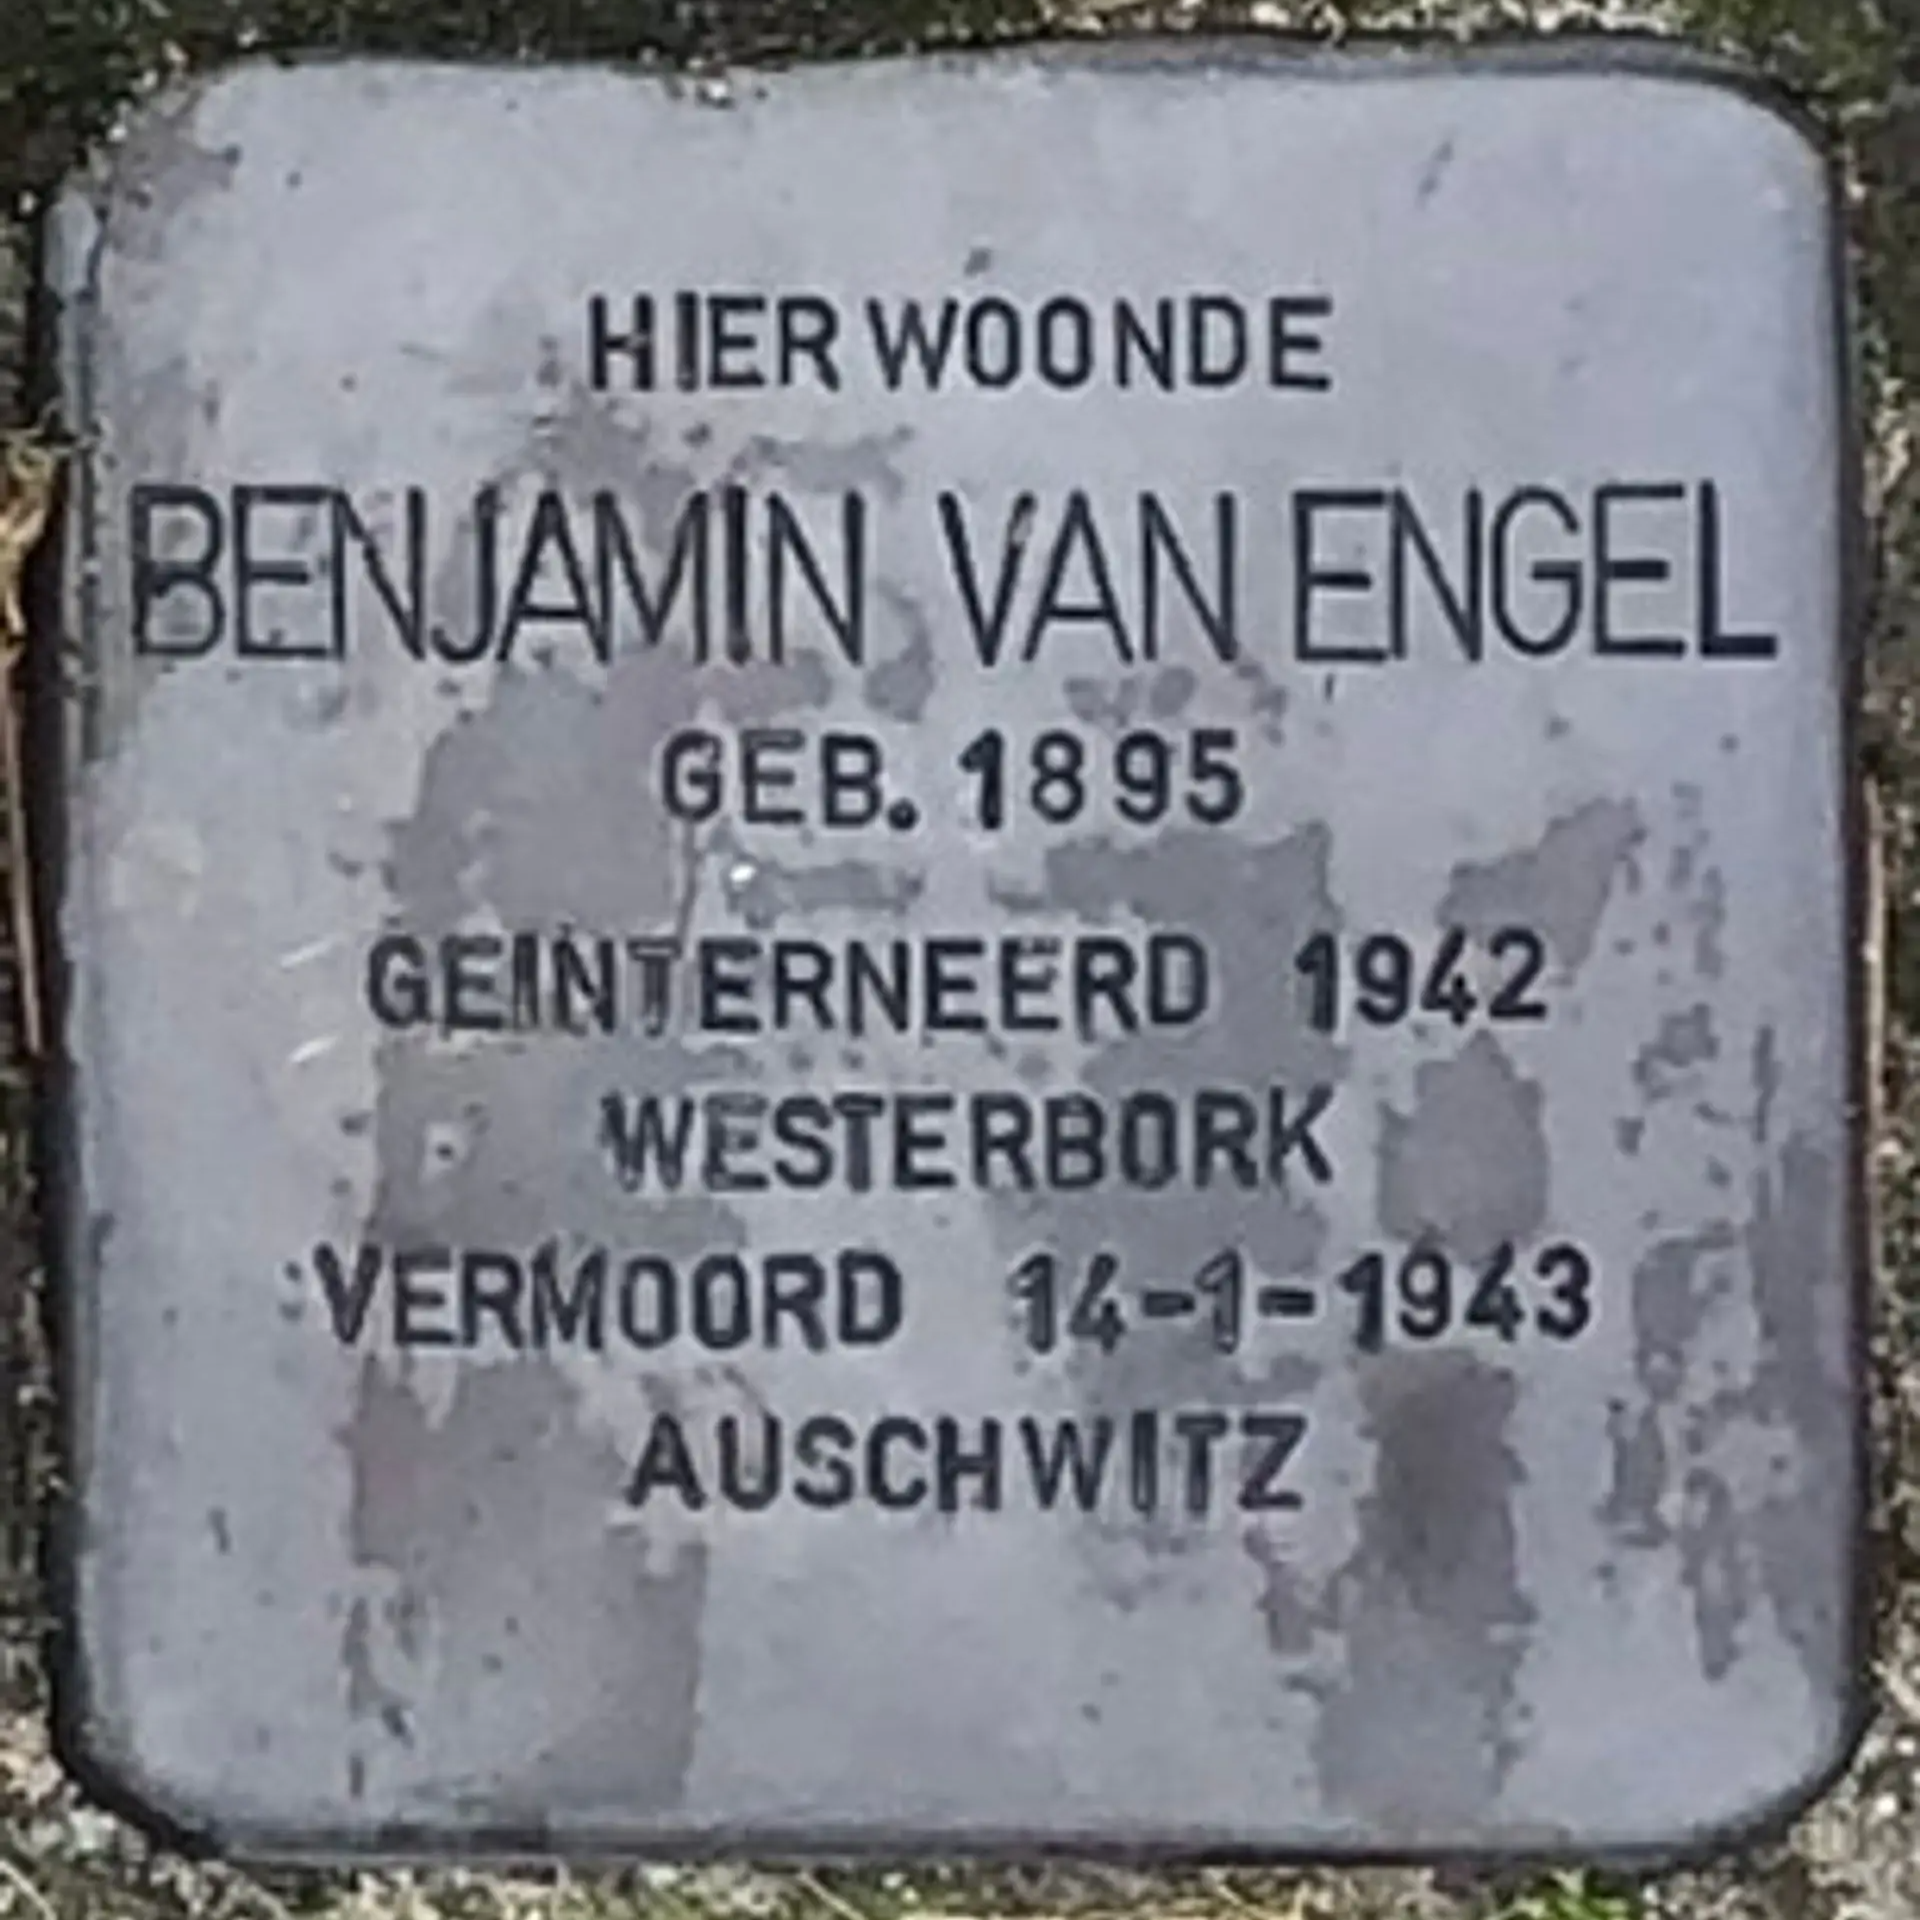 HIER WOONDE
BENJAMIN VAN ENGEL
GEB. 1895
GEINTERNEERD 1942
WESTERBORK
VERMOORD 14-1-1943
AUSCHWITZ